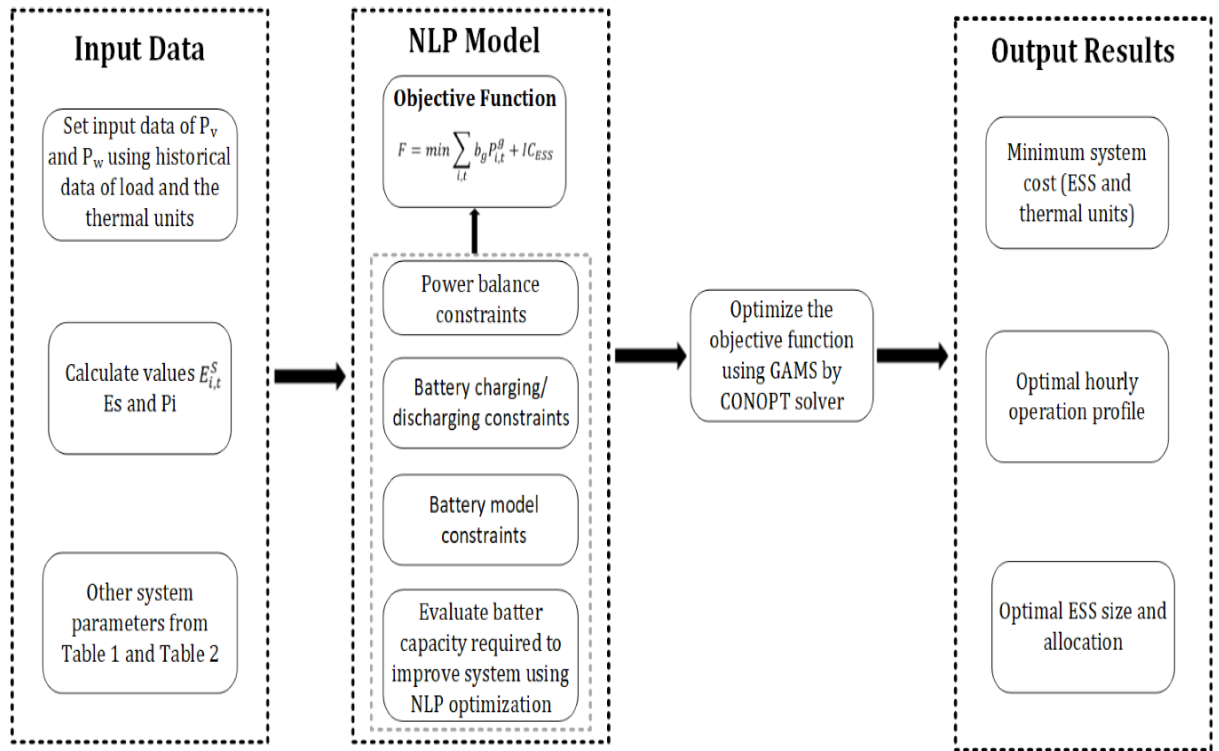 Input Data
Set input data of P_v
and P_w using historical
data of load and the
thermal units
Calculate values E_{i,t}^S
Es and Pi
Other system
parameters from
Table 1 and Table 2
NLP Model
Objective Function
F = min ∑_{i,t} b_g P_{i,t}^g + IC_{ESS}
Power balance
constraints
Battery charging/
discharging constraints
Battery model
constraints
Evaluate batter
capacity required to
improve system using
NLP optimization
Optimize the
objective function
using GAMS by
CONOPT solver
Output Results
Minimum system
cost (ESS and
thermal units)
Optimal hourly
operation profile
Optimal ESS size and
allocation